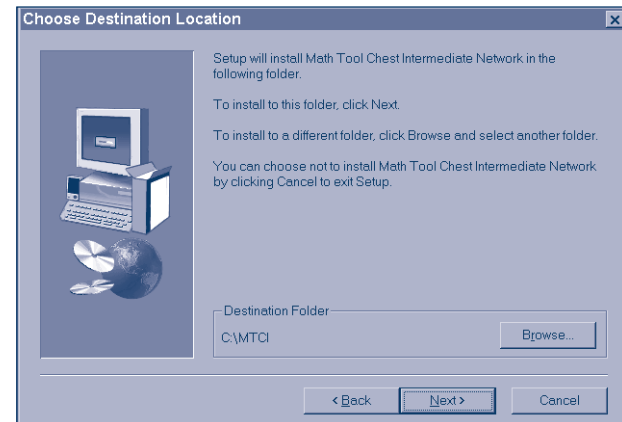 Choose Destination Location
Setup will install Math Tool Chest Intermediate Network in the
following folder.
To install to this folder, click Next.
To install to a different folder, click Browse and select another folder.
You can choose not to install Math Tool Chest Intermediate Network
by clicking Cancel to exit Setup.
Destination Folder
C:\MTCI
Browse...
< Back
Next >
Cancel